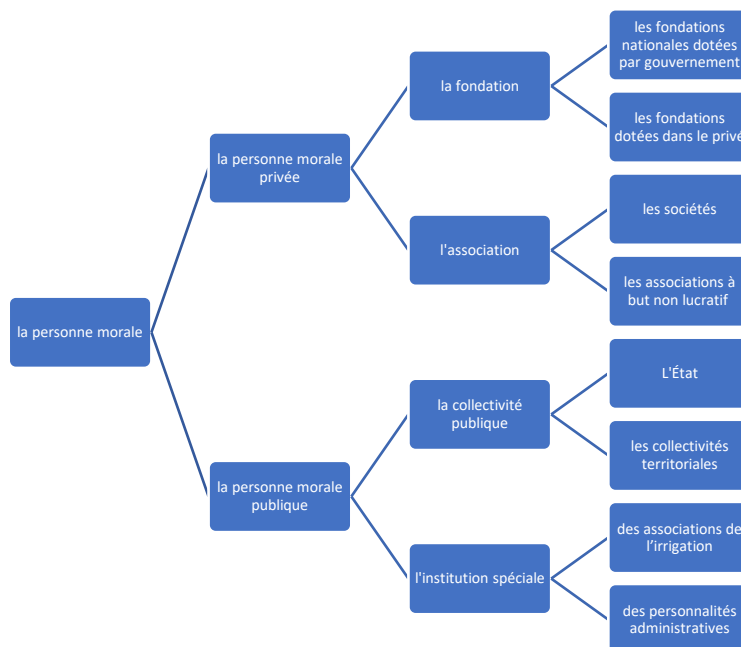 les fondations
nationales dotées
par gouvernement
la fondation
les fondations
dotées dans le privé
la personne morale
privée
les sociétés
l'association
les associations à
but non lucratif
la personne morale
L'État
la collectivité
publique
les collectivités
territoriales
la personne morale
publique
des associations de
l’irrigation
l'institution spéciale
des personnalités
administratives